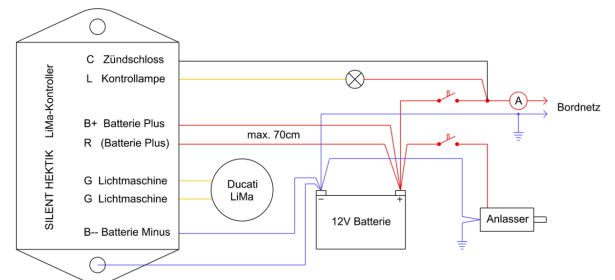 SILENT HEKTIK LiMa-Kontroller
C Zündschloss
L Kontrollampe
B+ Batterie Plus
R (Batterie Plus)
max. 70cm
G Lichtmaschine
G Lichtmaschine
B-- Batterie Minus
Ducati
LiMa
A
Bordnetz
− +
12V Batterie
Anlasser